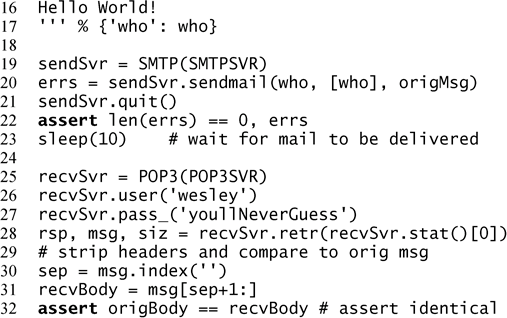 16 Hello World!
17 ''' % {'who': who}
18
19 sendSvr = SMTP(SMTPSVR)
20 errs = sendSvr.sendmail(who, [who], origMsg)
21 sendSvr.quit()
22 assert len(errs) == 0, errs
23 sleep(10)    # wait for mail to be delivered
24
25 recvSvr = POP3(POP3SVR)
26 recvSvr.user('wesley')
27 recvSvr.pass_('youllNeverGuess')
28 rsp, msg, siz = recvSvr.retr(recvSvr.stat()[0])
29 # strip headers and compare to orig msg
30 sep = msg.index('')
31 recvBody = msg[sep+1:]
32 assert origBody == recvBody # assert identical